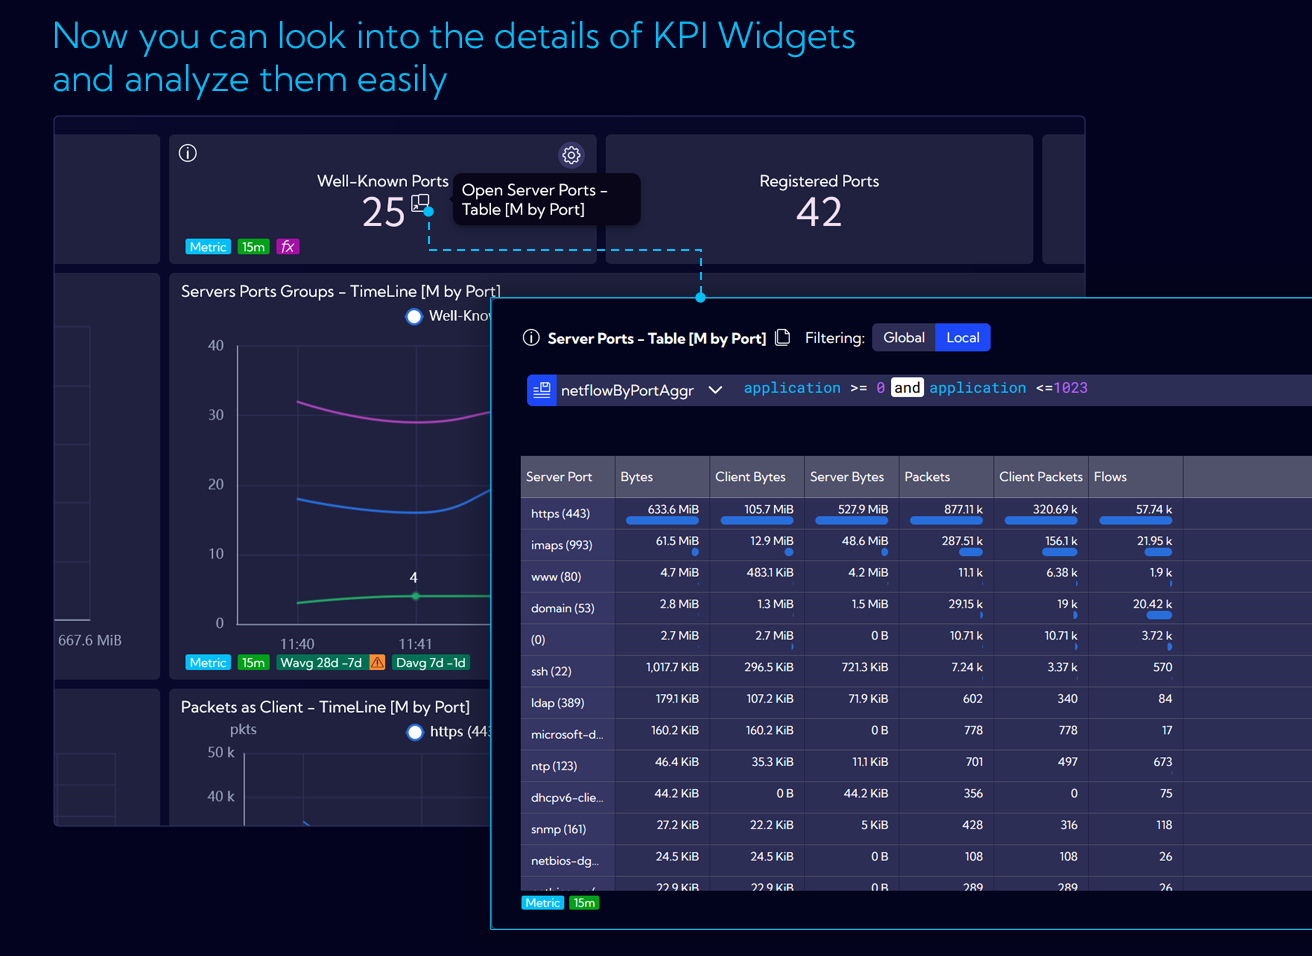 Now you can look into the details of KPI Widgets
and analyze them easily
Well-Known Ports
25
Open Server Ports -
Table [M by Port]
Metric 15m fx
Registered Ports
42
Servers Ports Groups - TimeLine [M by Port]
Well-Kno
40
30
20
10
0
4
11:40 11:41
Metric 15m Wavg 28d -7d Davg 7d -1d
667.6 MiB
Packets as Client - TimeLine [M by Port]
pkts
https (443
50 k
40 k
Server Ports - Table [M by Port] Filtering: Global Local
netflowByPortAggr application >= 0 and application <=1023
Server Port Bytes Client Bytes Server Bytes Packets Client Packets Flows
https (443) 633.6 MiB 105.7 MiB 527.9 MiB 877.11 k 320.69 k 57.74 k
imaps (993) 61.5 MiB 12.9 MiB 48.6 MiB 287.51 k 156.1 k 21.95 k
www (80) 4.7 MiB 483.1 KiB 4.2 MiB 11.1 k 6.38 k 1.9 k
domain (53) 2.8 MiB 1.3 MiB 1.5 MiB 29.15 k 19 k 20.42 k
(0) 2.7 MiB 2.7 MiB 0 B 10.71 k 10.71 k 3.72 k
ssh (22) 1,017.7 KiB 296.5 KiB 721.3 KiB 7.24 k 3.37 k 570
ldap (389) 179.1 KiB 107.2 KiB 71.9 KiB 602 340 84
microsoft-d... 160.2 KiB 160.2 KiB 0 B 778 778 17
ntp (123) 46.4 KiB 35.3 KiB 11.1 KiB 701 497 673
dhcpv6-clie... 44.2 KiB 0 B 44.2 KiB 356 0 75
snmp (161) 27.2 KiB 22.2 KiB 5 KiB 428 316 118
netbios-dg... 24.5 KiB 24.5 KiB 0 B 108 108 26
22.9 KiB 22.9 KiB 0 B 289 289 26
Metric 15m